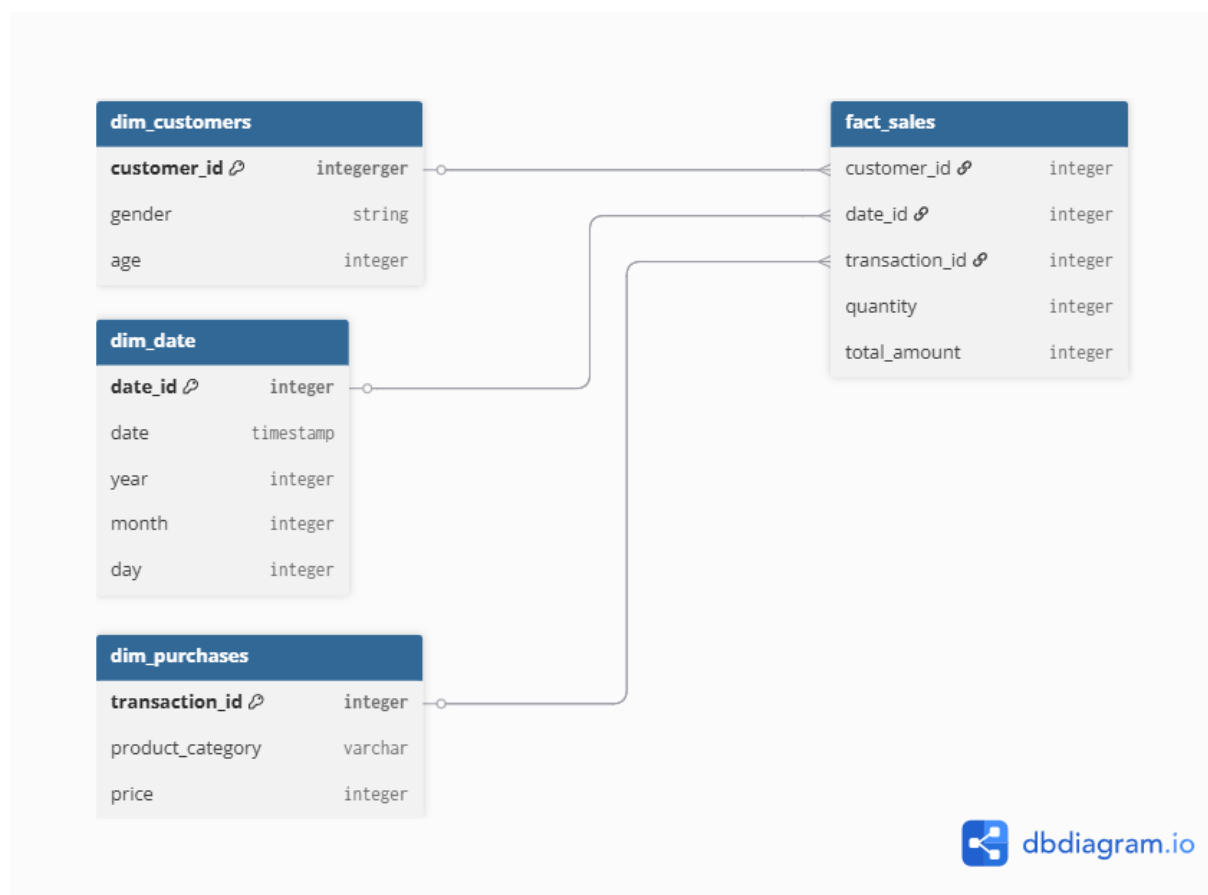 dim_customers
customer_id integerger
gender string
age integer
dim_date
date_id integer
date timestamp
year integer
month integer
day integer
dim_purchases
transaction_id integer
product_category varchar
price integer
fact_sales
customer_id integer
date_id integer
transaction_id integer
quantity integer
total_amount integer
dbdiagram.io